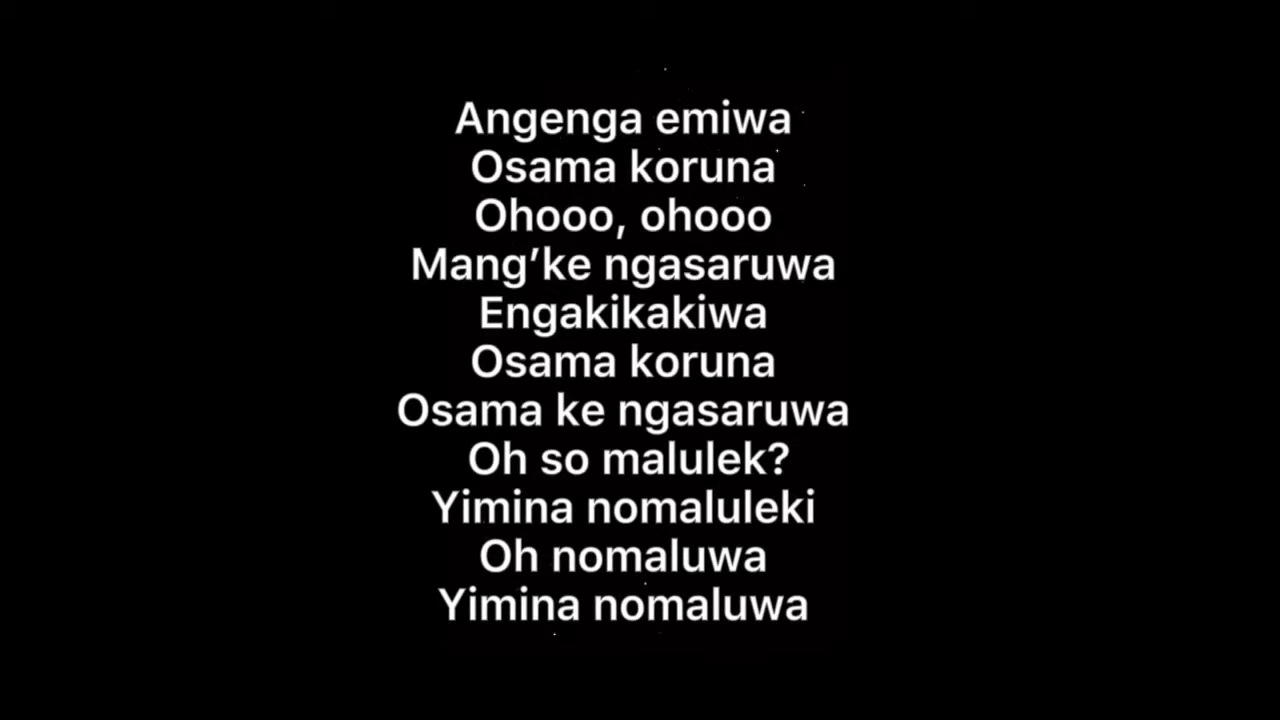 Angenga emiwa
Osama koruna
Ohooo, ohooo
Mang’ke ngasaruwa
Engakikakiwa
Osama koruna
Osama ke ngasaruwa
Oh so malulek?
Yimina nomaluleki
Oh nomaluwa
Yimina nomaluwa